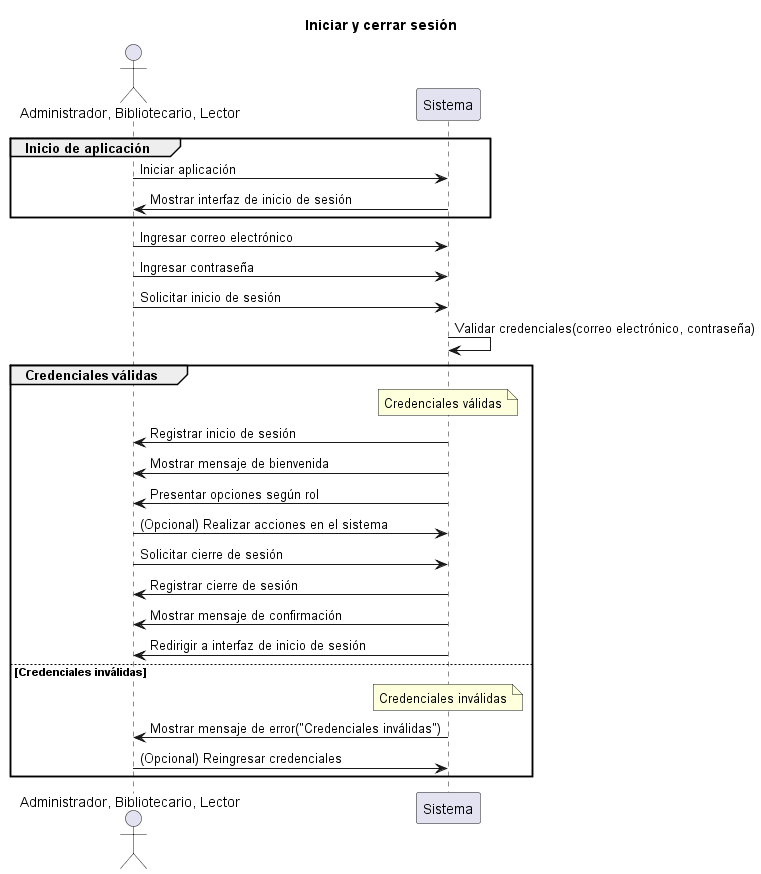 Iniciar y cerrar sesión
Administrador, Bibliotecario, Lector
Sistema
Inicio de aplicación
Iniciar aplicación
Mostrar interfaz de inicio de sesión
Ingresar correo electrónico
Ingresar contraseña
Solicitar inicio de sesión
Validar credenciales(correo electrónico, contraseña)
Credenciales válidas
Credenciales válidas
Registrar inicio de sesión
Mostrar mensaje de bienvenida
Presentar opciones según rol
(Opcional) Realizar acciones en el sistema
Solicitar cierre de sesión
Registrar cierre de sesión
Mostrar mensaje de confirmación
Redirigir a interfaz de inicio de sesión
[Credenciales inválidas]
Credenciales inválidas
Mostrar mensaje de error("Credenciales inválidas")
(Opcional) Reingresar credenciales
Administrador, Bibliotecario, Lector
Sistema